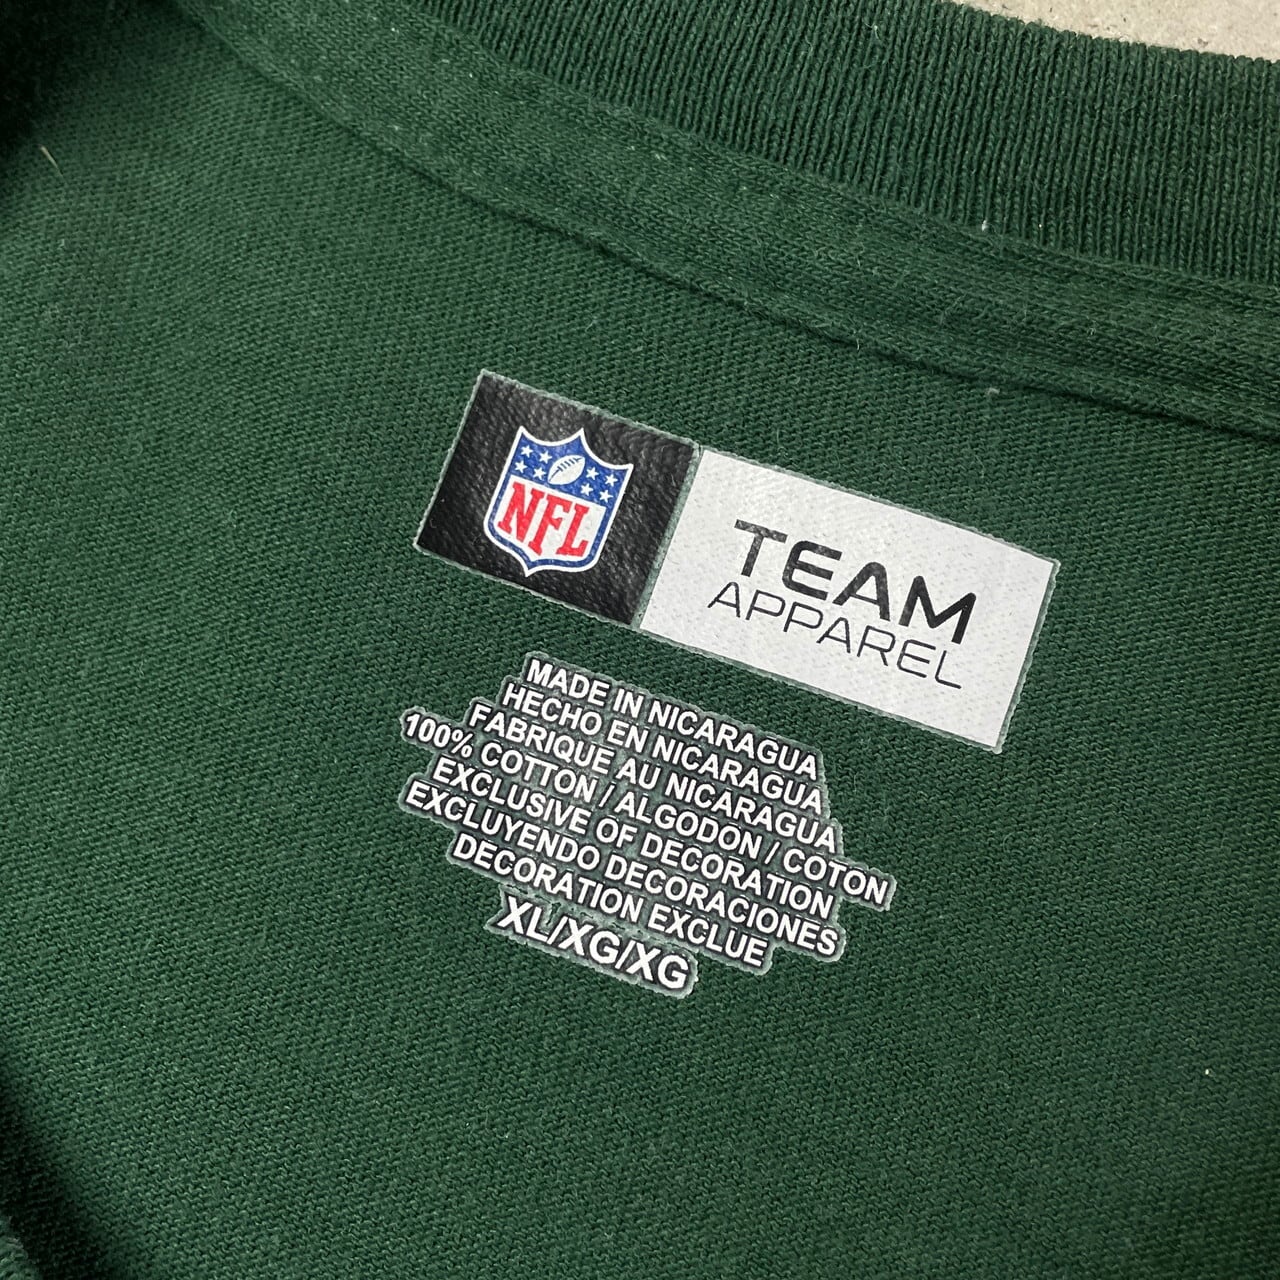 NFL
TEAM
APPAREL
MADE IN NICARAGUA
HECHO EN NICARAGUA
FABRIQUE AU NICARAGUA
100% COTTON / ALGODON / COTON
EXCLUSIVE OF DECORATION
EXCLUYENDO DECORACIONES
DECORATION EXCLUE
XL/XG/XG